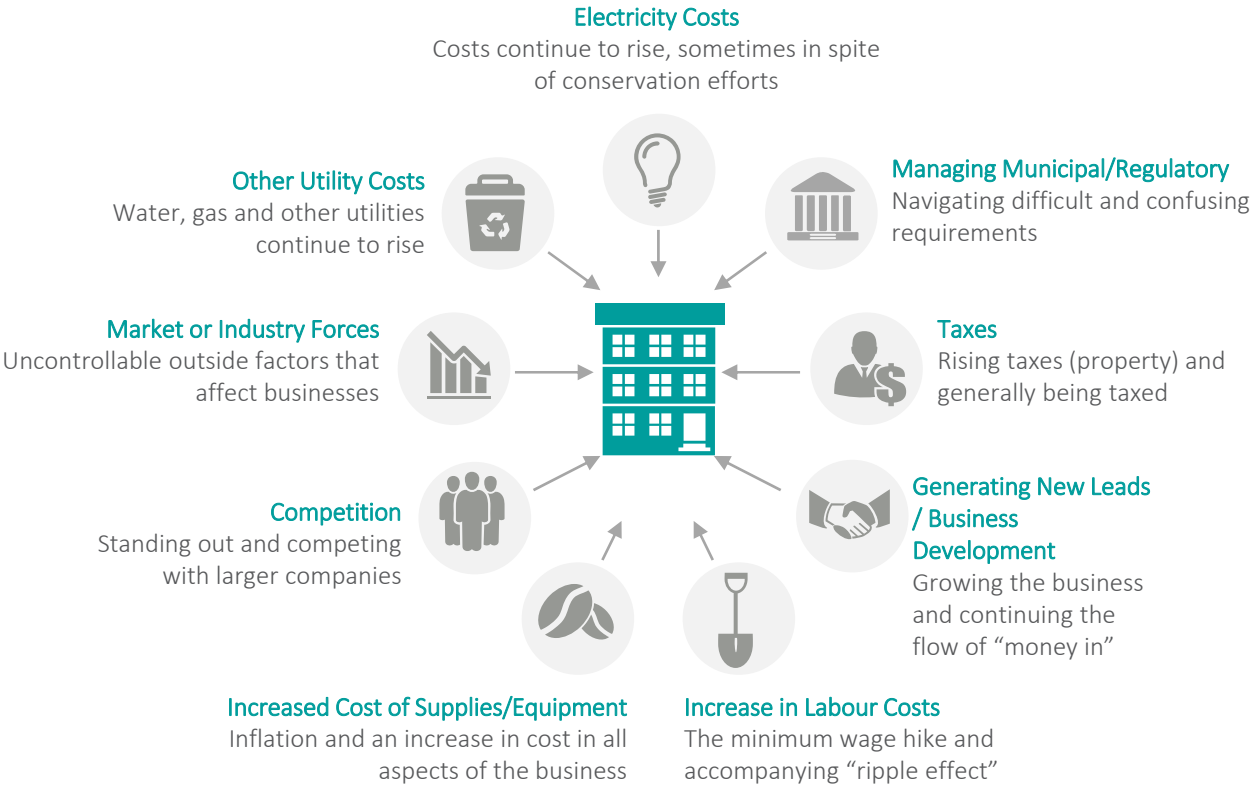 Electricity Costs
Costs continue to rise, sometimes in spite
of conservation efforts
Other Utility Costs
Water, gas and other utilities
continue to rise
Managing Municipal/Regulatory
Navigating difficult and confusing
requirements
Market or Industry Forces
Uncontrollable outside factors that
affect businesses
Taxes
Rising taxes (property) and
generally being taxed
Competition
Standing out and competing
with larger companies
Generating New Leads
/ Business
Development
Growing the business
and continuing the
flow of “money in”
Increased Cost of Supplies/Equipment
Inflation and an increase in cost in all
aspects of the business
Increase in Labour Costs
The minimum wage hike and
accompanying “ripple effect”